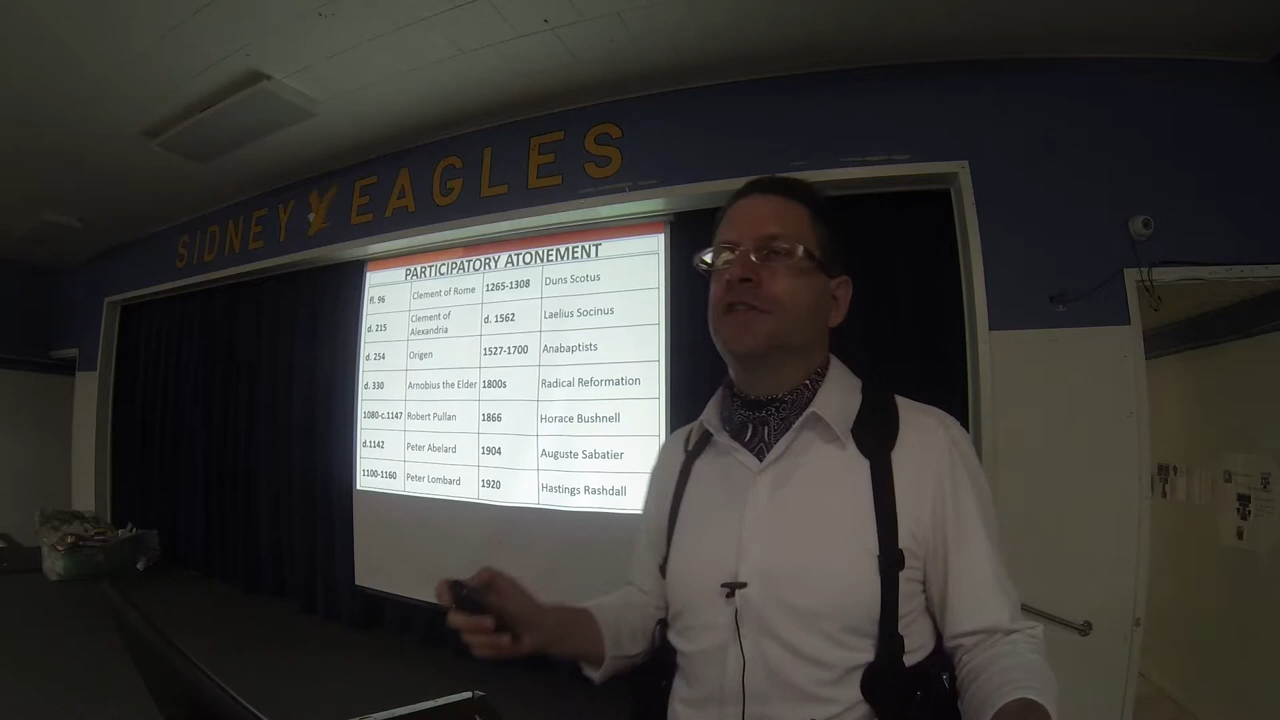 SIDNEY EAGLES
PARTICIPATORY ATONEMENT
fl. 96 Clement of Rome 1265-1308 Duns Scotus
d. 215 Clement of Alexandria d. 1562 Laelius Socinus
d. 254 Origen 1527-1700 Anabaptists
d. 330 Arnobius the Elder 1800s Radical Reformation
1080-c.1147 Robert Pullan 1866 Horace Bushnell
d.1142 Peter Abelard 1904 Auguste Sabatier
1100-1160 Peter Lombard 1920 Hastings Rashdall